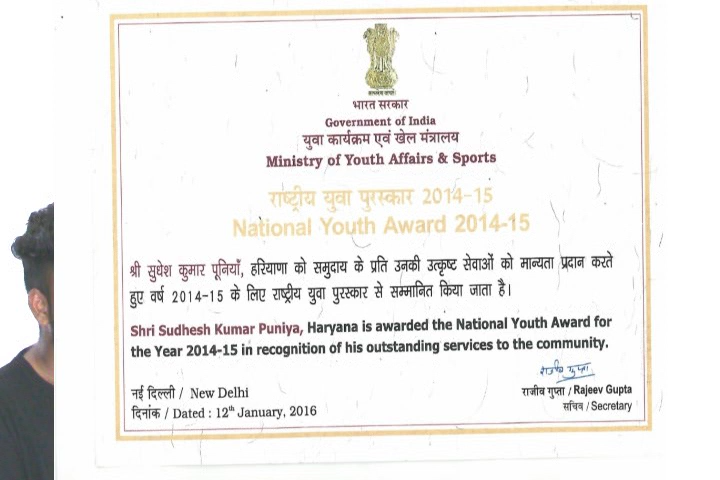 भारत सरकार
Government of India
युवा कार्यक्रम एवं खेल मंत्रालय
Ministry of Youth Affairs & Sports
राष्ट्रीय युवा पुरस्कार 2014-15
National Youth Award 2014-15
श्री सुधेश कुमार पूनियाँ, हरियाणा को समुदाय के प्रति उनकी उत्कृष्ट सेवाओं को मान्यता प्रदान करते
हुए वर्ष 2014-15 के लिए राष्ट्रीय युवा पुरस्कार से सम्मानित किया जाता है।
Shri Sudhesh Kumar Puniya, Haryana is awarded the National Youth Award for
the Year 2014-15 in recognition of his outstanding services to the community.
राजीव गुप्ता
नई दिल्ली / New Delhi
राजीव गुप्ता / Rajeev Gupta
दिनांक / Dated : 12th January, 2016
सचिव / Secretary